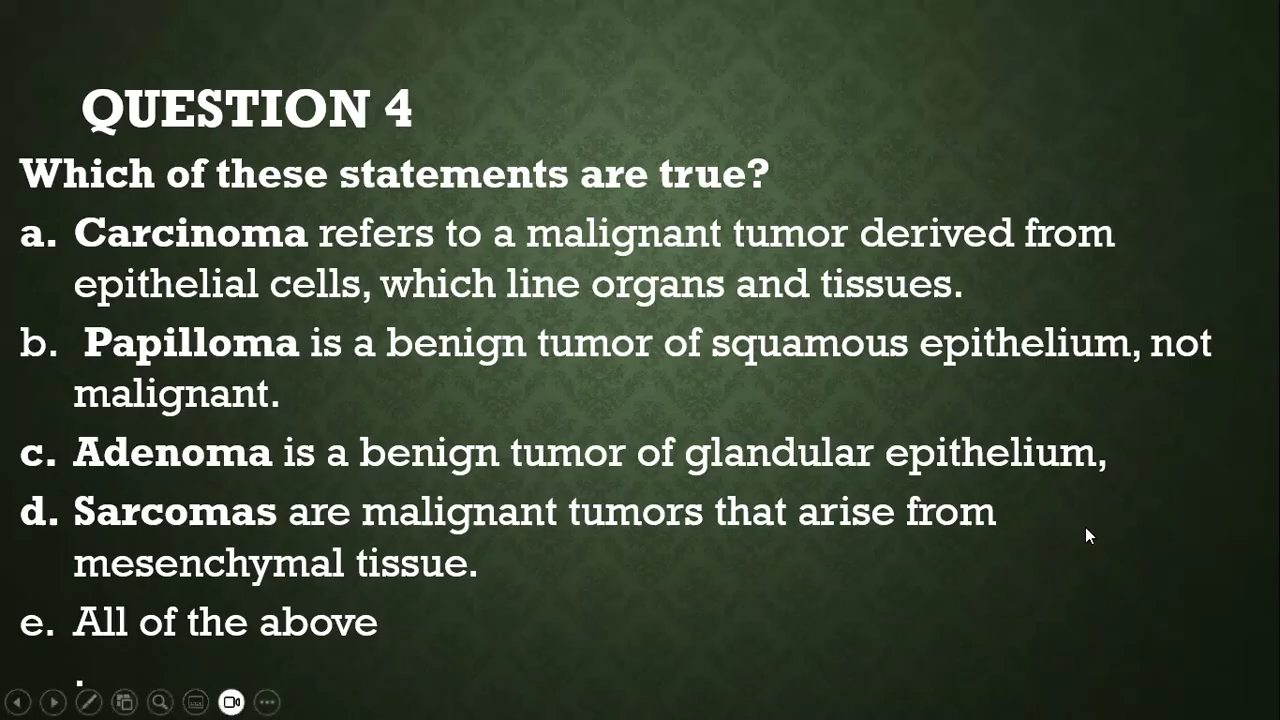 QUESTION 4
Which of these statements are true?
a. Carcinoma refers to a malignant tumor derived from
epithelial cells, which line organs and tissues.
b. Papilloma is a benign tumor of squamous epithelium, not
malignant.
c. Adenoma is a benign tumor of glandular epithelium,
d. Sarcomas are malignant tumors that arise from
mesenchymal tissue.
e. All of the above
.